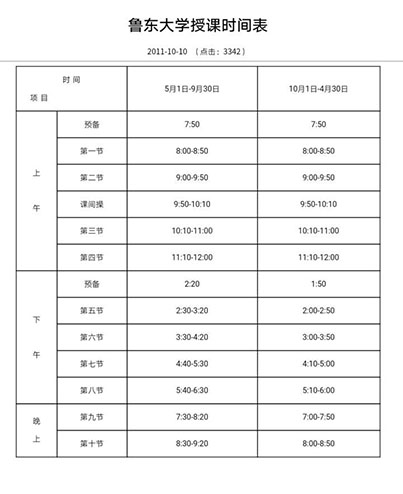 鲁东大学授课时间表
2011-10-10 (点击: 3342)
时间
项目
5月1日-9月30日 10月1日-4月30日
上午
预备 7:50 7:50
第一节 8:00-8:50 8:00-8:50
第二节 9:00-9:50 9:00-9:50
课间操 9:50-10:10 9:50-10:10
第三节 10:10-11:00 10:10-11:00
第四节 11:10-12:00 11:10-12:00
下午
预备 2:20 1:50
第五节 2:30-3:20 2:00-2:50
第六节 3:30-4:20 3:00-3:50
第七节 4:40-5:30 4:10-5:00
第八节 5:40-6:30 5:10-6:00
晚上
第九节 7:30-8:20 7:00-7:50
第十节 8:30-9:20 8:00-8:50